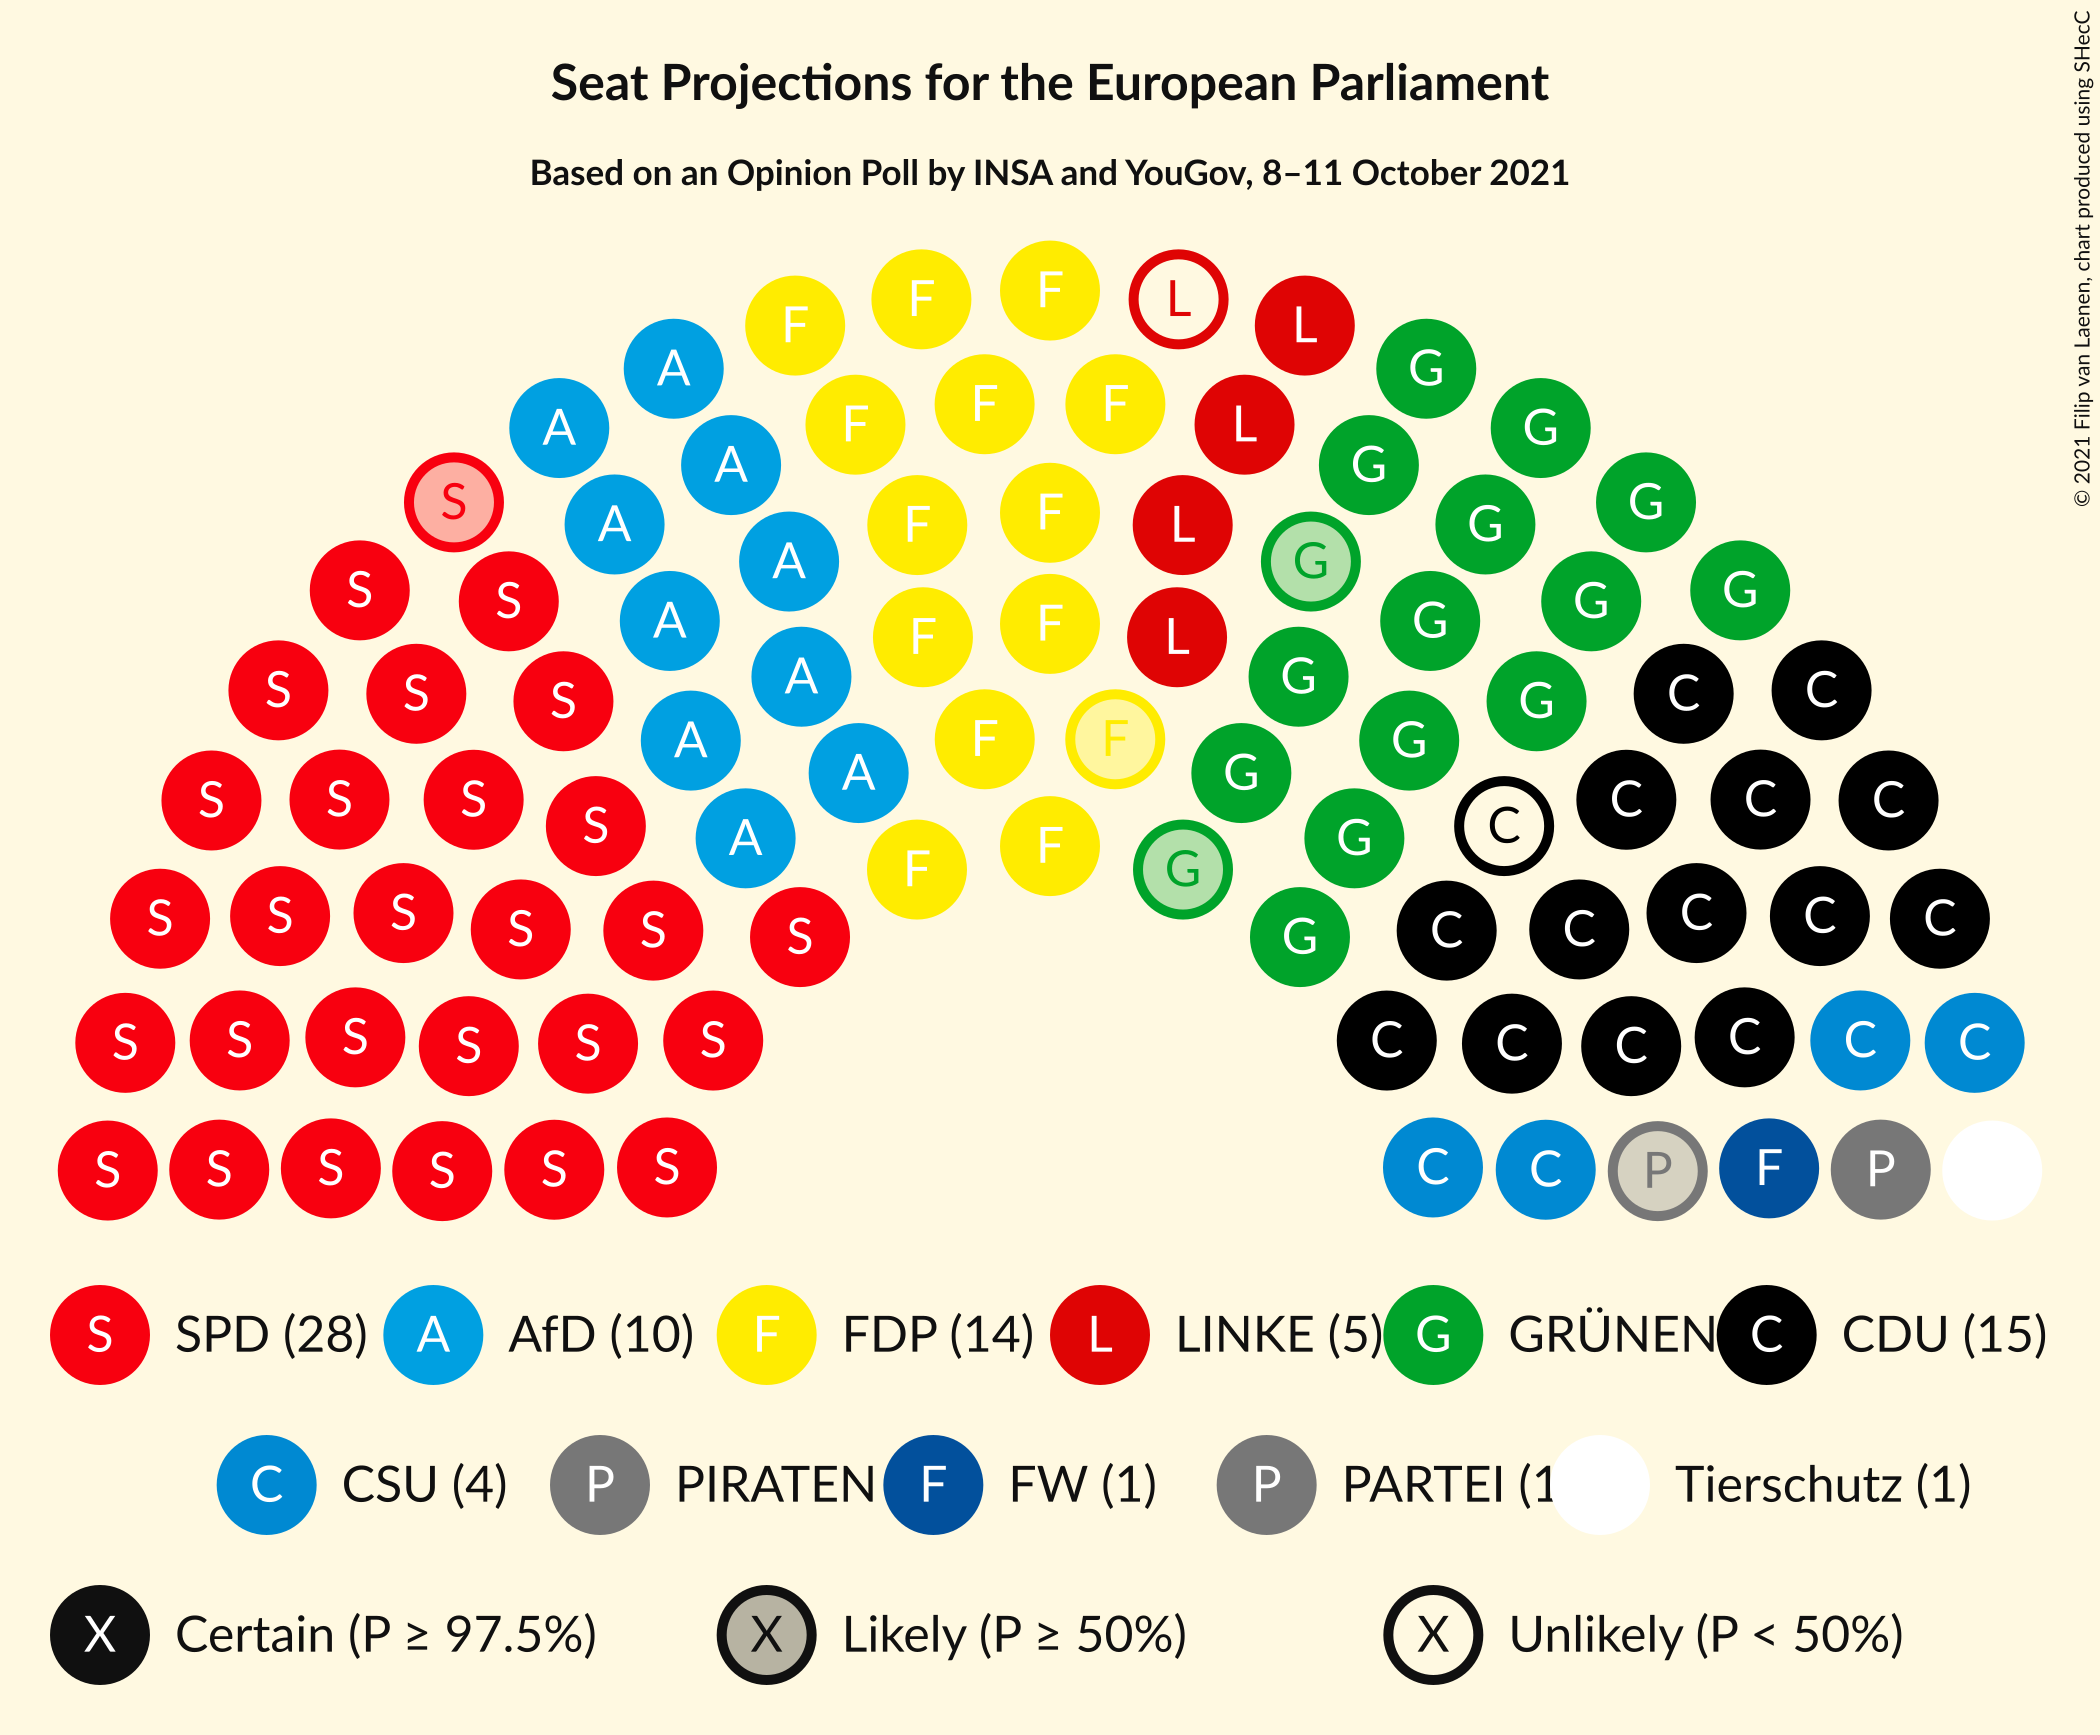 Seat Projections for the European Parliament
Based on an Opinion Poll by INSA and YouGov, 8–11 October 2021
© 2021 Filip van Laenen, chart produced using SHecC
F F F L L
A F F F L G
A A F F L G G G
S A A F F L G G G G
S S A A F F G G G G
S S S A A G G G C C
S S S S A F F G G C C C C
S S S S S S G C C C C C
S S S S S S C C C C C C
S S S S S S C C P F P
S SPD (28) A AfD (10) F FDP (14) L LINKE (5) G GRÜNEN C CDU (15)
C CSU (4) P PIRATEN F FW (1) P PARTEI (1 Tierschutz (1)
X Certain (P ≥ 97.5%) X Likely (P ≥ 50%) X Unlikely (P < 50%)